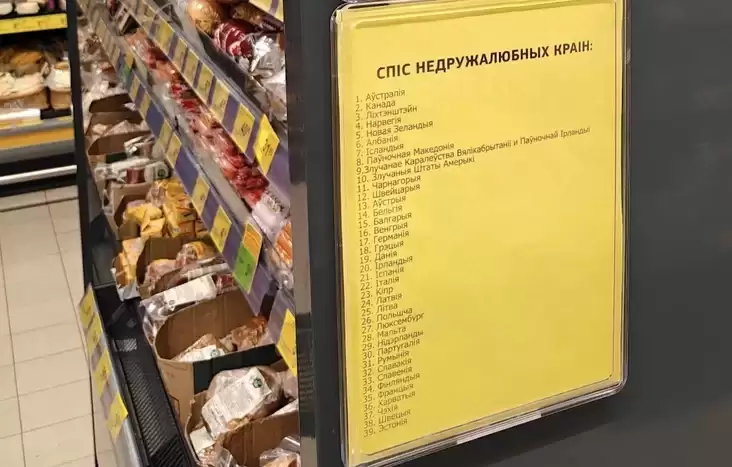 СПІС НЕДРУЖАЛЮБНЫХ КРАІН:
1. Аўстралія
2. Канада
3. Ліхтэнштэйн
4. Нарвегія
5. Новая Зеландыя
6. Албанія
7. Ісландыя
8. Паўночная Македонія
9.Злучанае Каралеўства Вялікабрытаніі и Паўночнай Ірландыі
10. Злучаныя Штаты Амерыкі
11. Чарнагорыя
12. Швейцарыя
13. Аўстрыя
14. Бельгія
15. Балгарыя
16. Венгрыя
17. Германія
18. Грэцыя
19. Данія
20. Ірландыя
21. Іспанія
22. Італія
23. Кіпр
24. Латвія
25. Літва
26. Польшча
27. Люксембург
28. Мальта
29. Нідэрланды
30. Партугалія
31. Румынія
32. Славакія
33. Славенія
34. Фінляндыя
35. Францыя
36. Харватыя
37. Чэхія
38. Швецыя
39. Эстонія